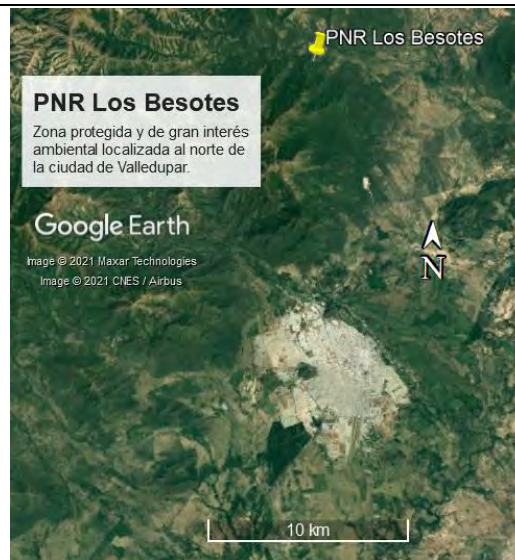 PNR Los Besotes
PNR Los Besotes
Zona protegida y de gran interés
ambiental localizada al norte de
la ciudad de Valledupar.
Google Earth
Image © 2021 Maxar Technologies
Image © 2021 CNES / Airbus
N
10 km